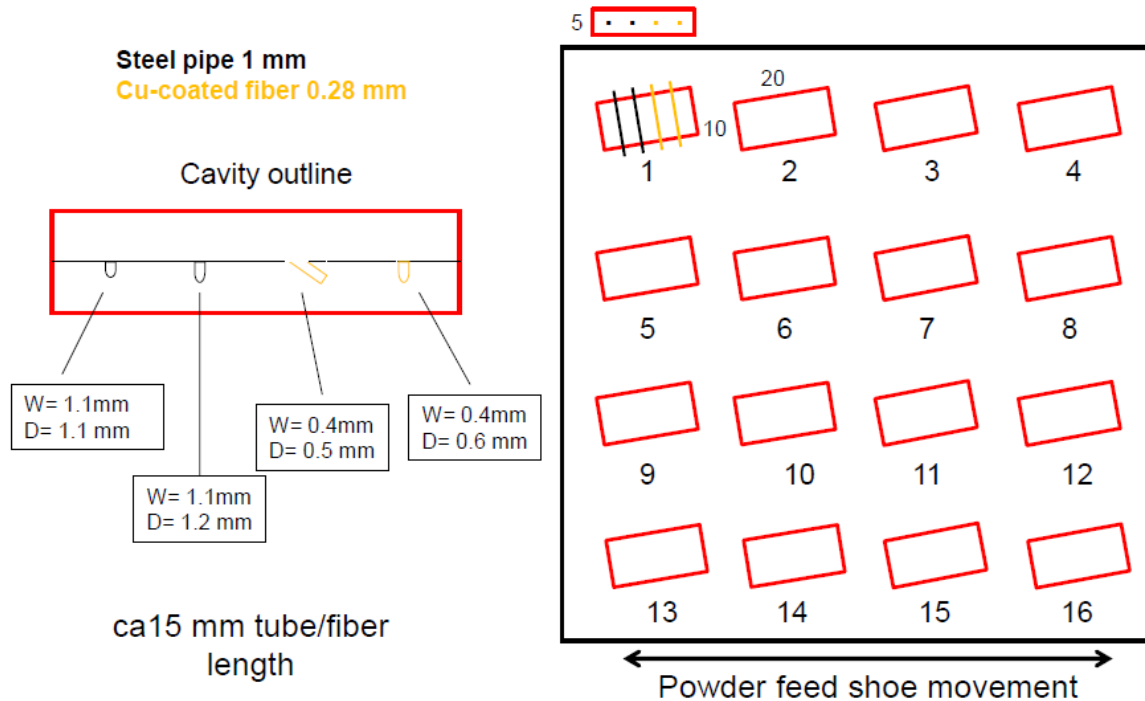 Steel pipe 1 mm
Cu-coated fiber 0.28 mm
Cavity outline
W= 1.1mm
D= 1.1 mm
W= 1.1mm
D= 1.2 mm
W= 0.4mm
D= 0.5 mm
W= 0.4mm
D= 0.6 mm
ca15 mm tube/fiber
length
5
20
10
1
2
3
4
5
6
7
8
9
10
11
12
13
14
15
16
Powder feed shoe movement